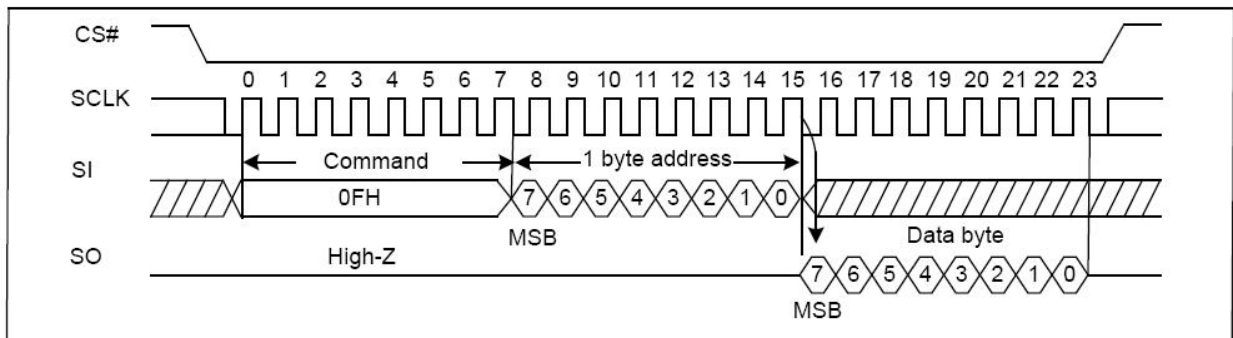 CS#
0 1 2 3 4 5 6 7 8 9 10 11 12 13 14 15 16 17 18 19 20 21 22 23
SCLK
Command 1 byte address
SI
0FH 7 6 5 4 3 2 1 0
MSB Data byte
SO High-Z
7 6 5 4 3 2 1 0
MSB